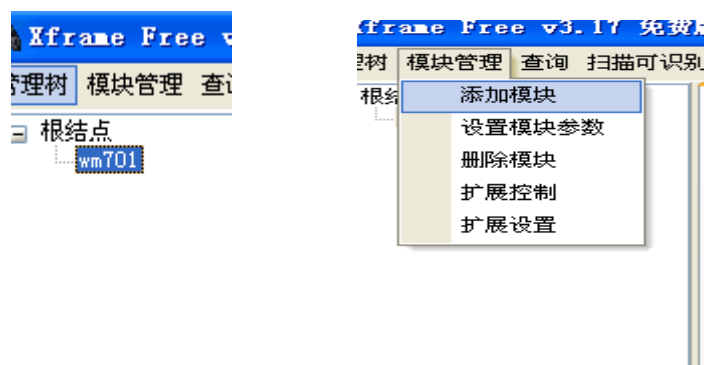 Xframe Free v
管理树 模块管理 查询
根结点
wm701
Xframe Free v3.17 免费版
理树 模块管理 查询 扫描可识别
根结
添加模块
设置模块参数
删除模块
扩展控制
扩展设置